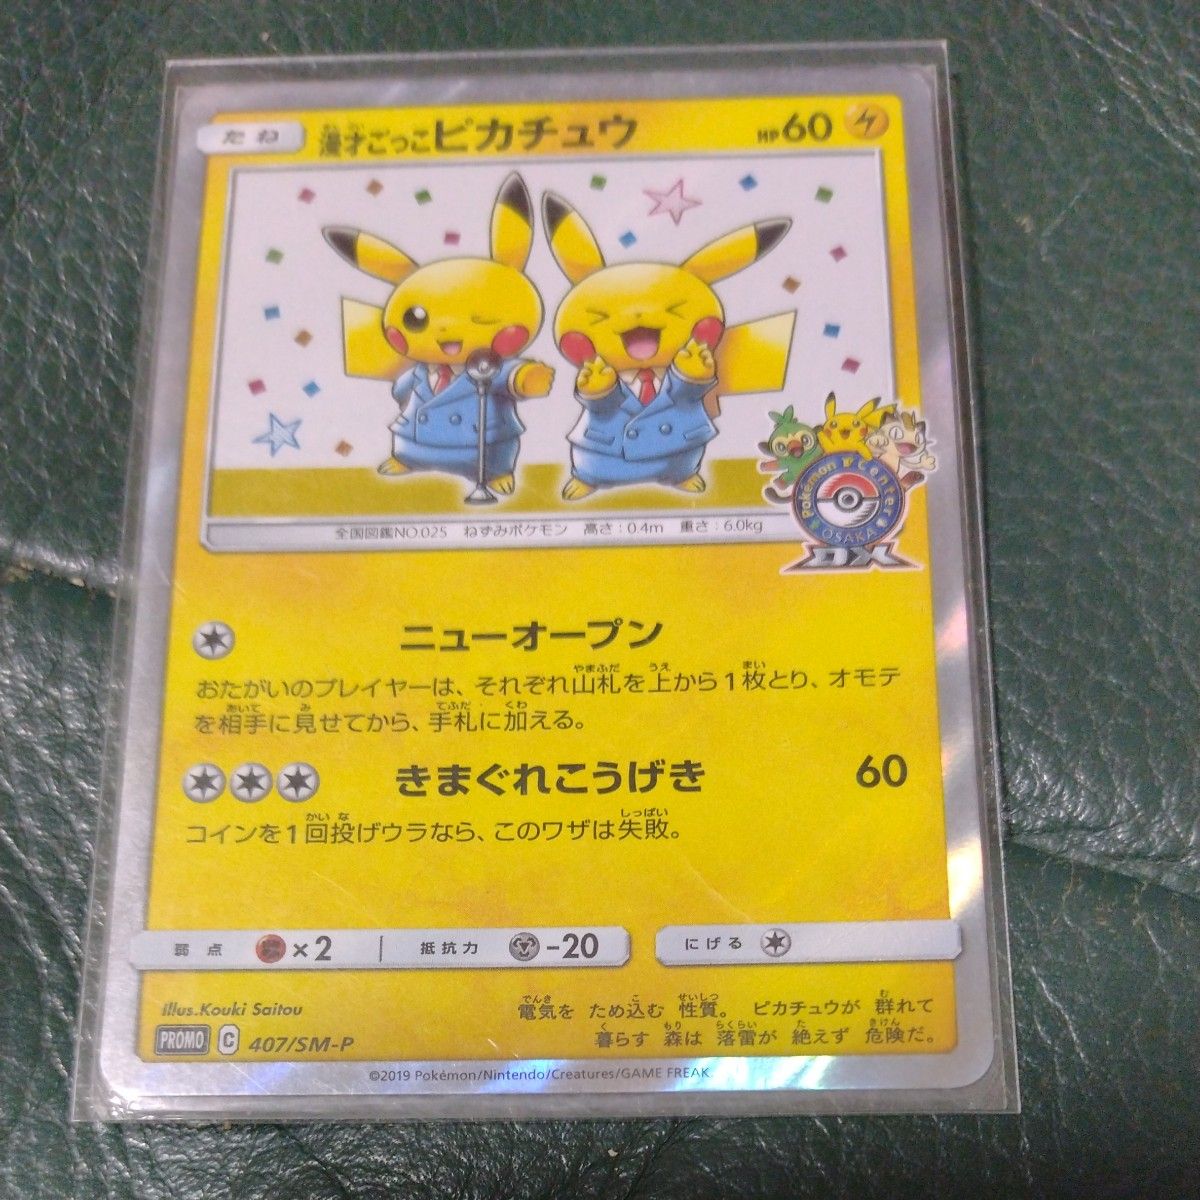 たね 漫才ごっこピカチュウ HP60
Pokémon Center
OSAKA
DX
全国図鑑NO.025 ねずみポケモン 高さ：0.4m 重さ：6.0kg
ニューオープン
おたがいのプレイヤーは、それぞれ山札を上から1枚とり、オモテ
を相手に見せてから、手札に加える。
きまぐれこうげき 60
コインを1回投げウラなら、このワザは失敗。
弱点 ×2 抵抗力 -20 にげる
Illus.Kouki Saitou
電気を ため込む 性質。 ピカチュウが 群れて
暮らす 森は 落雷が 絶えず 危険だ。
PROMO C 407/SM-P
©2019 Pokémon/Nintendo/Creatures/GAME FREAK.